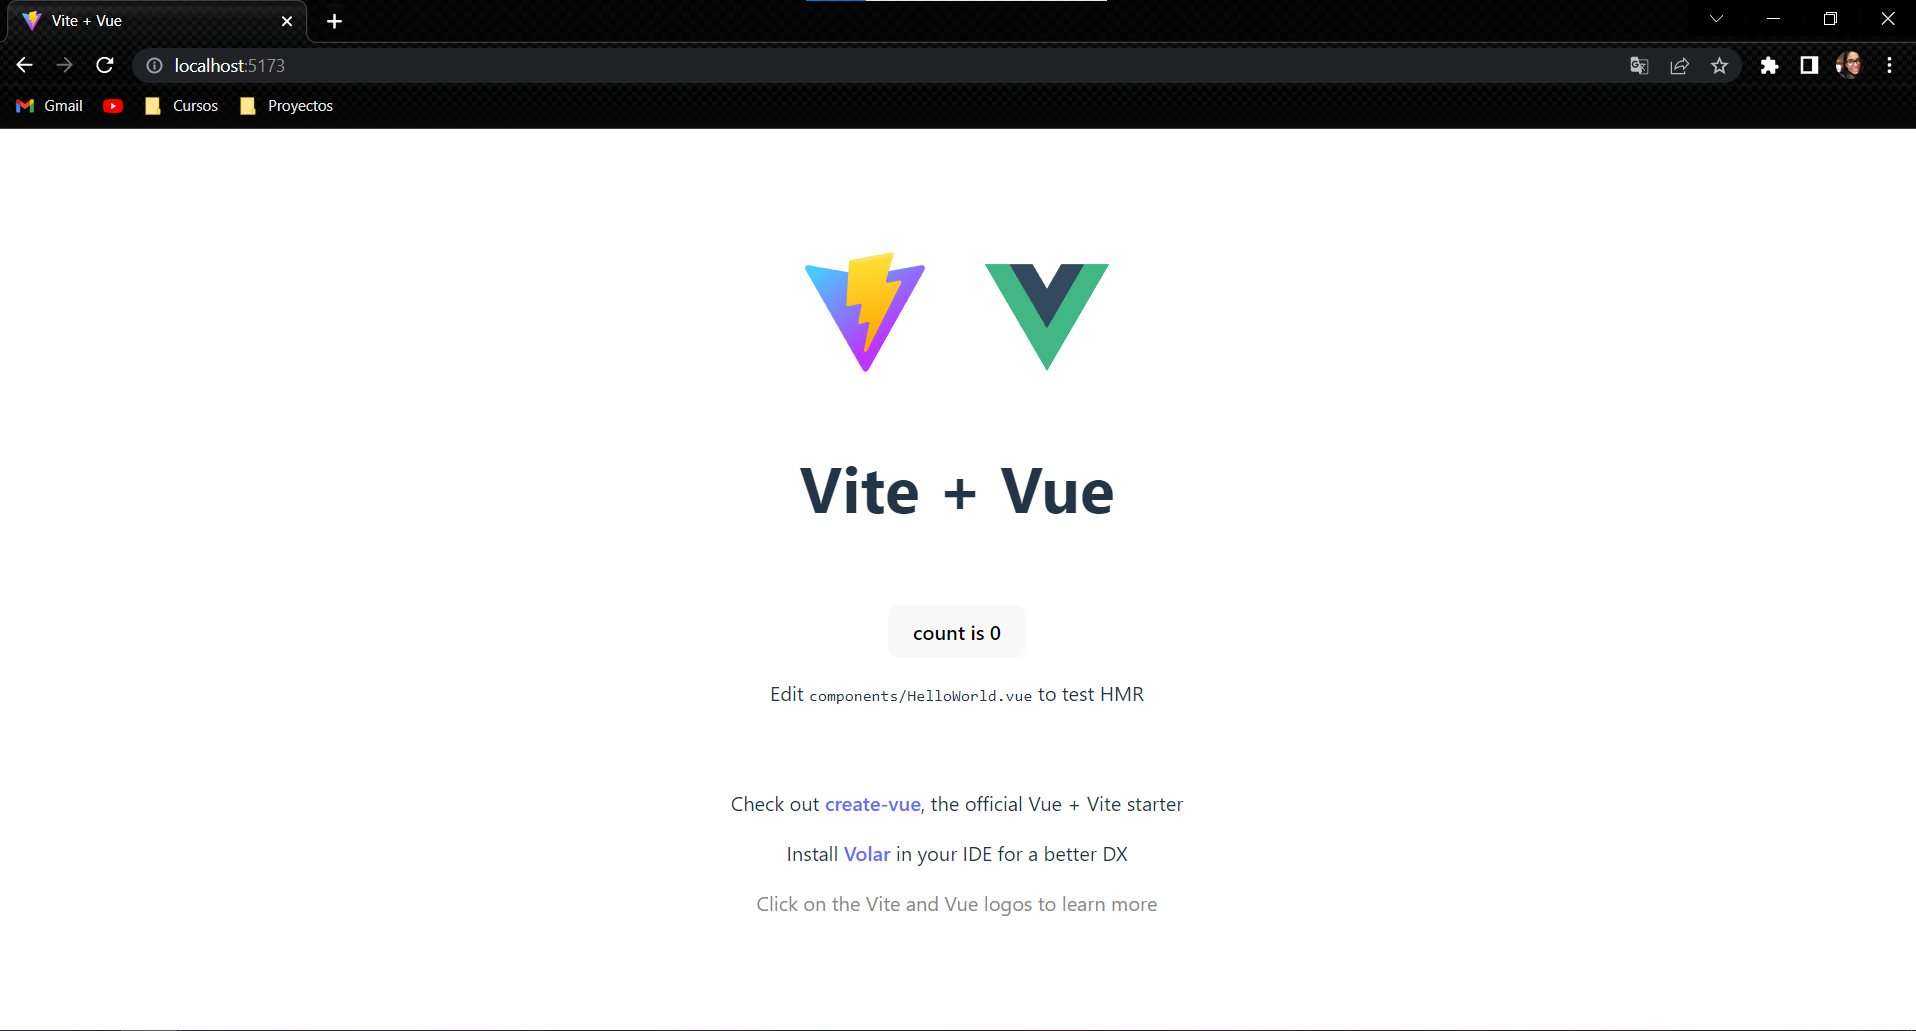 Vite + Vue
localhost:5173
Gmail
Cursos
Proyectos
Vite + Vue
count is 0
Edit components/HelloWorld.vue to test HMR
Check out create-vue, the official Vue + Vite starter
Install Volar in your IDE for a better DX
Click on the Vite and Vue logos to learn more